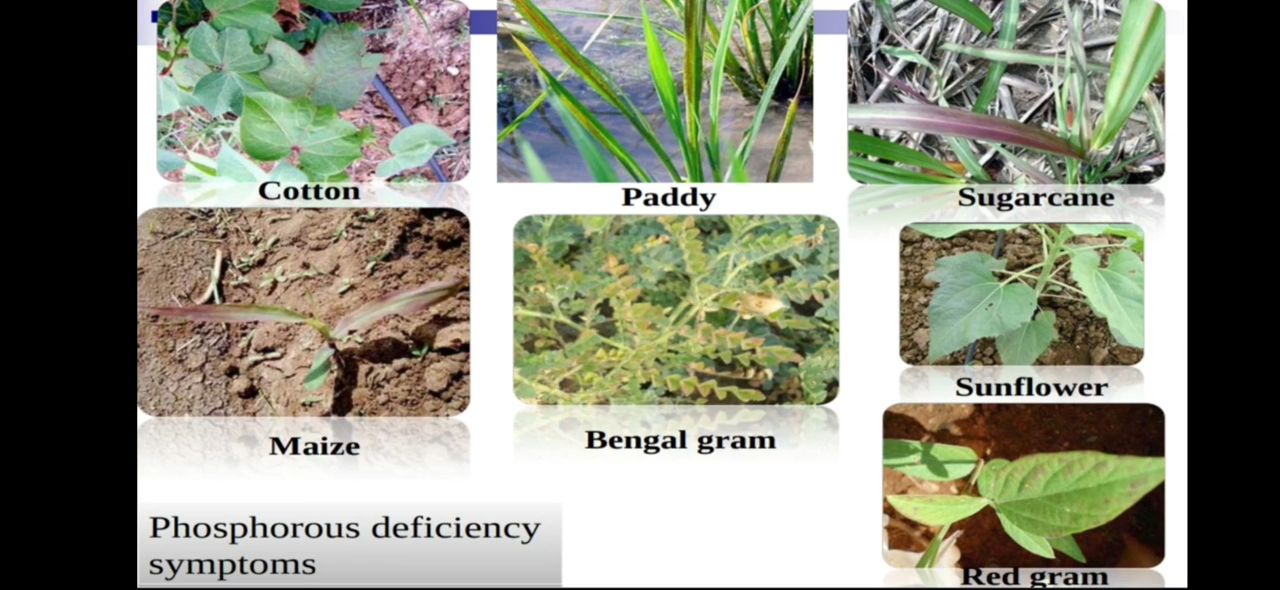 Cotton
Paddy
Sugarcane
Maize
Bengal gram
Sunflower
Red gram
Phosphorous deficiency
symptoms